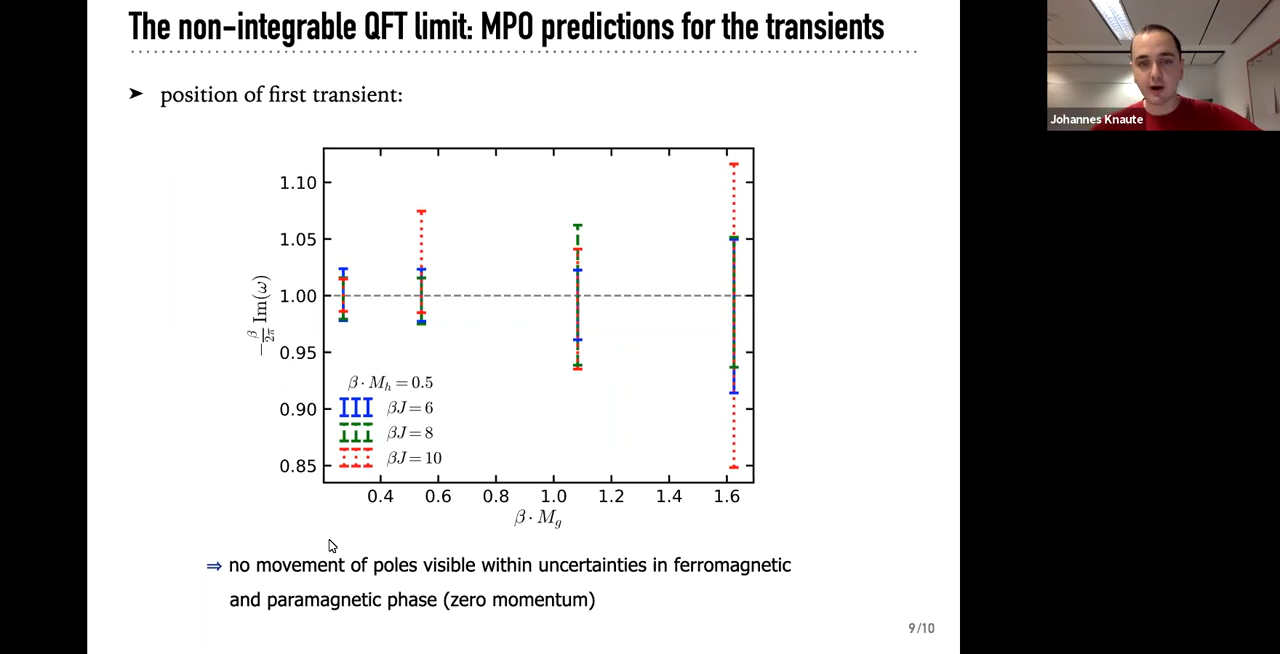 The non-integrable QFT limit: MPO predictions for the transients
➤ position of first transient:
Johannes Knaute
1.10
1.05
1.00
0.95
0.90
0.85
−β/2π Im(ω)
β · M_h = 0.5
βJ = 6
βJ = 8
βJ = 10
0.4 0.6 0.8 1.0 1.2 1.4 1.6
β · M_g
⇒ no movement of poles visible within uncertainties in ferromagnetic
and paramagnetic phase (zero momentum)
9/10